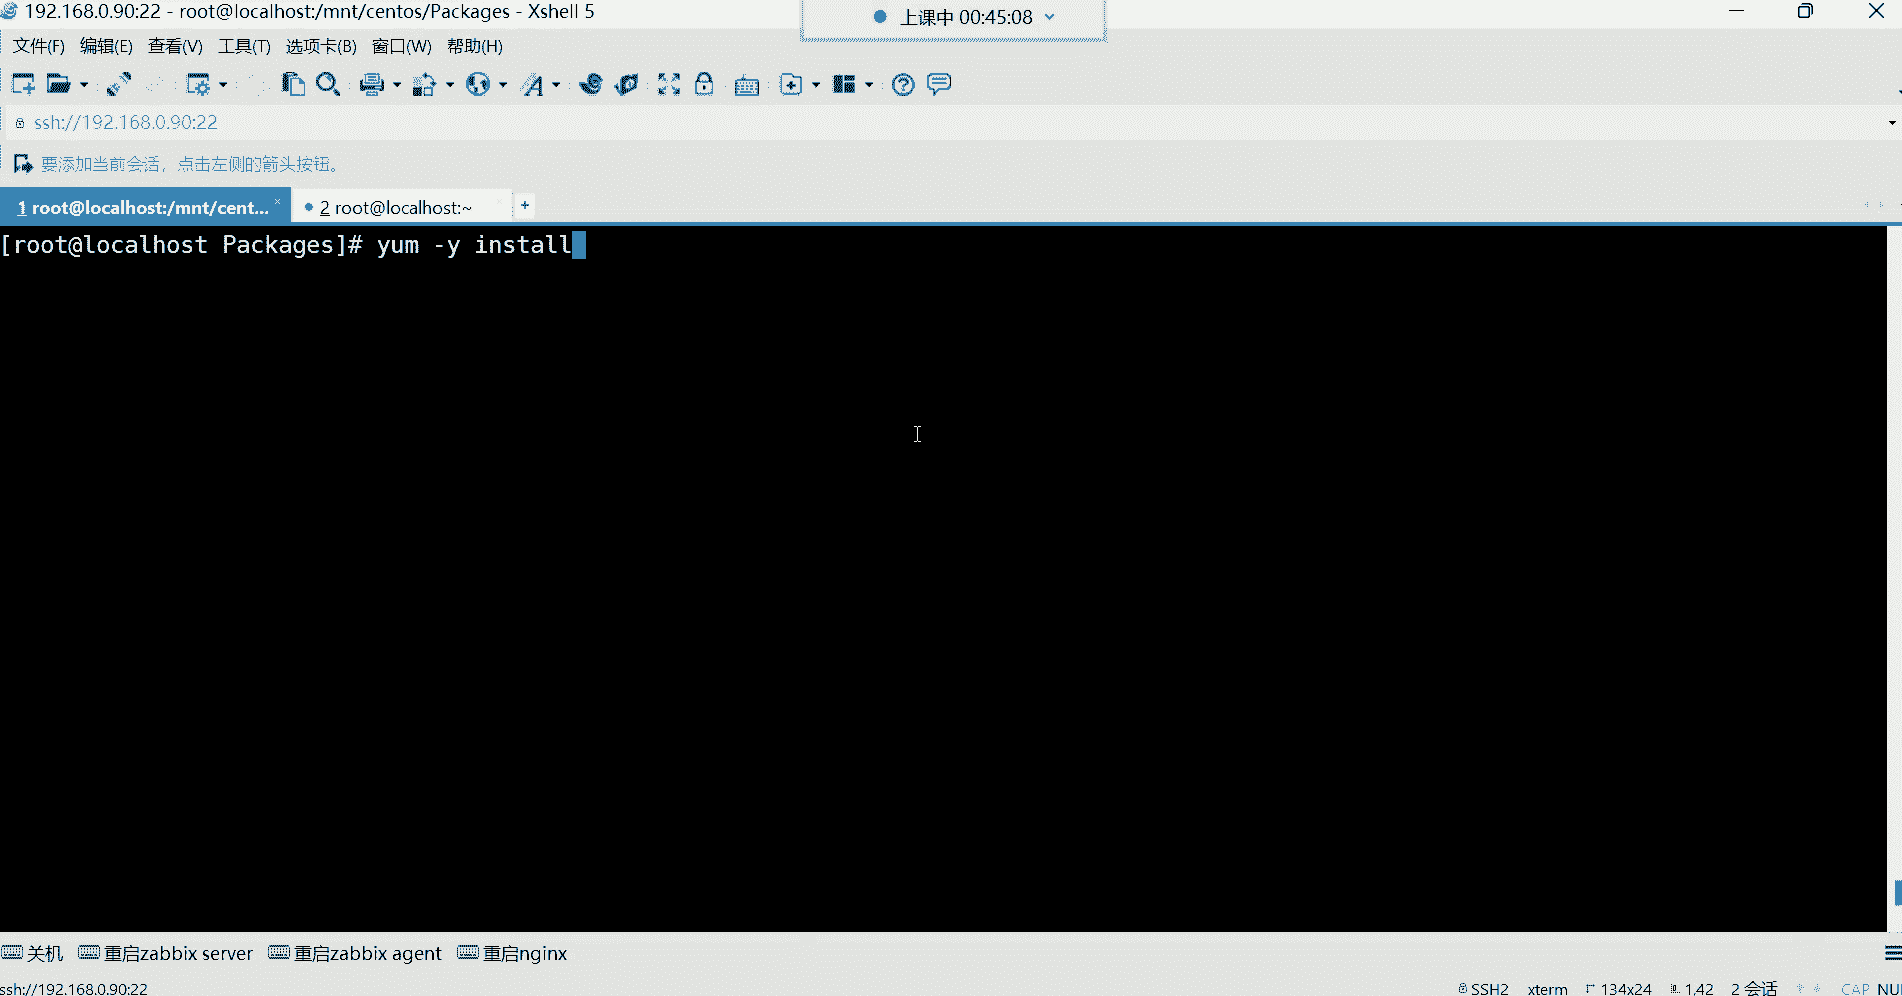 192.168.0.90:22 - root@localhost:/mnt/centos/Packages - Xshell 5
上课中 00:45:08
文件(F) 编辑(E) 查看(V) 工具(T) 选项卡(B) 窗口(W) 帮助(H)
ssh://192.168.0.90:22
要添加当前会话，点击左侧的箭头按钮。
1 root@localhost:/mnt/cent... × 2 root@localhost:~ +
[root@localhost Packages]# yum -y install
关机 重启zabbix server 重启zabbix agent 重启nginx
ssh://192.168.0.90:22 SSH2 xterm 134x24 1,42 2 会话 CAP NU